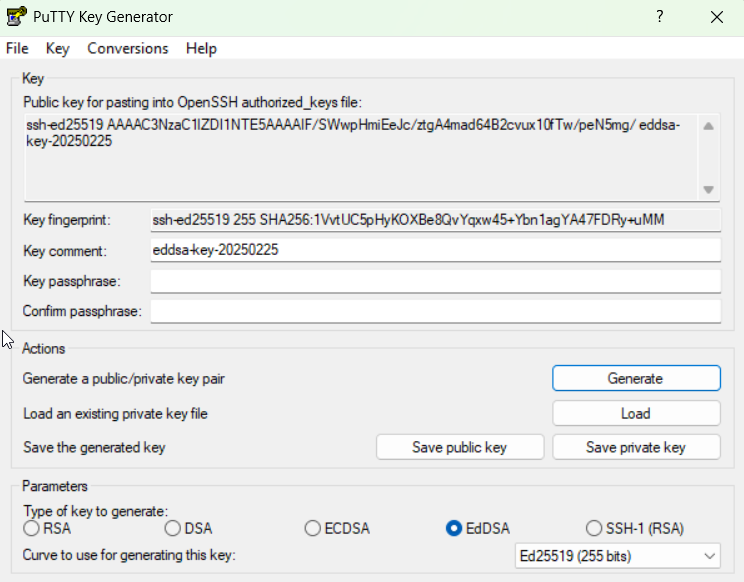 PuTTY Key Generator
?
File Key Conversions Help
Key
Public key for pasting into OpenSSH authorized_keys file:
ssh-ed25519 AAAAC3NzaC1lZDI1NTE5AAAAIF/SWwpHmiEeJc/ztgA4mad64B2cvux10fTw/peN5mg/ eddsa-
key-20250225
Key fingerprint: ssh-ed25519 255 SHA256:1VvtUC5pHyKOXBe8QvYqxw45+Ybn1agYA47FDRy+uMM
Key comment: eddsa-key-20250225
Key passphrase:
Confirm passphrase:
Actions
Generate a public/private key pair Generate
Load an existing private key file Load
Save the generated key Save public key Save private key
Parameters
Type of key to generate:
RSA DSA ECDSA EdDSA SSH-1 (RSA)
Curve to use for generating this key: Ed25519 (255 bits)